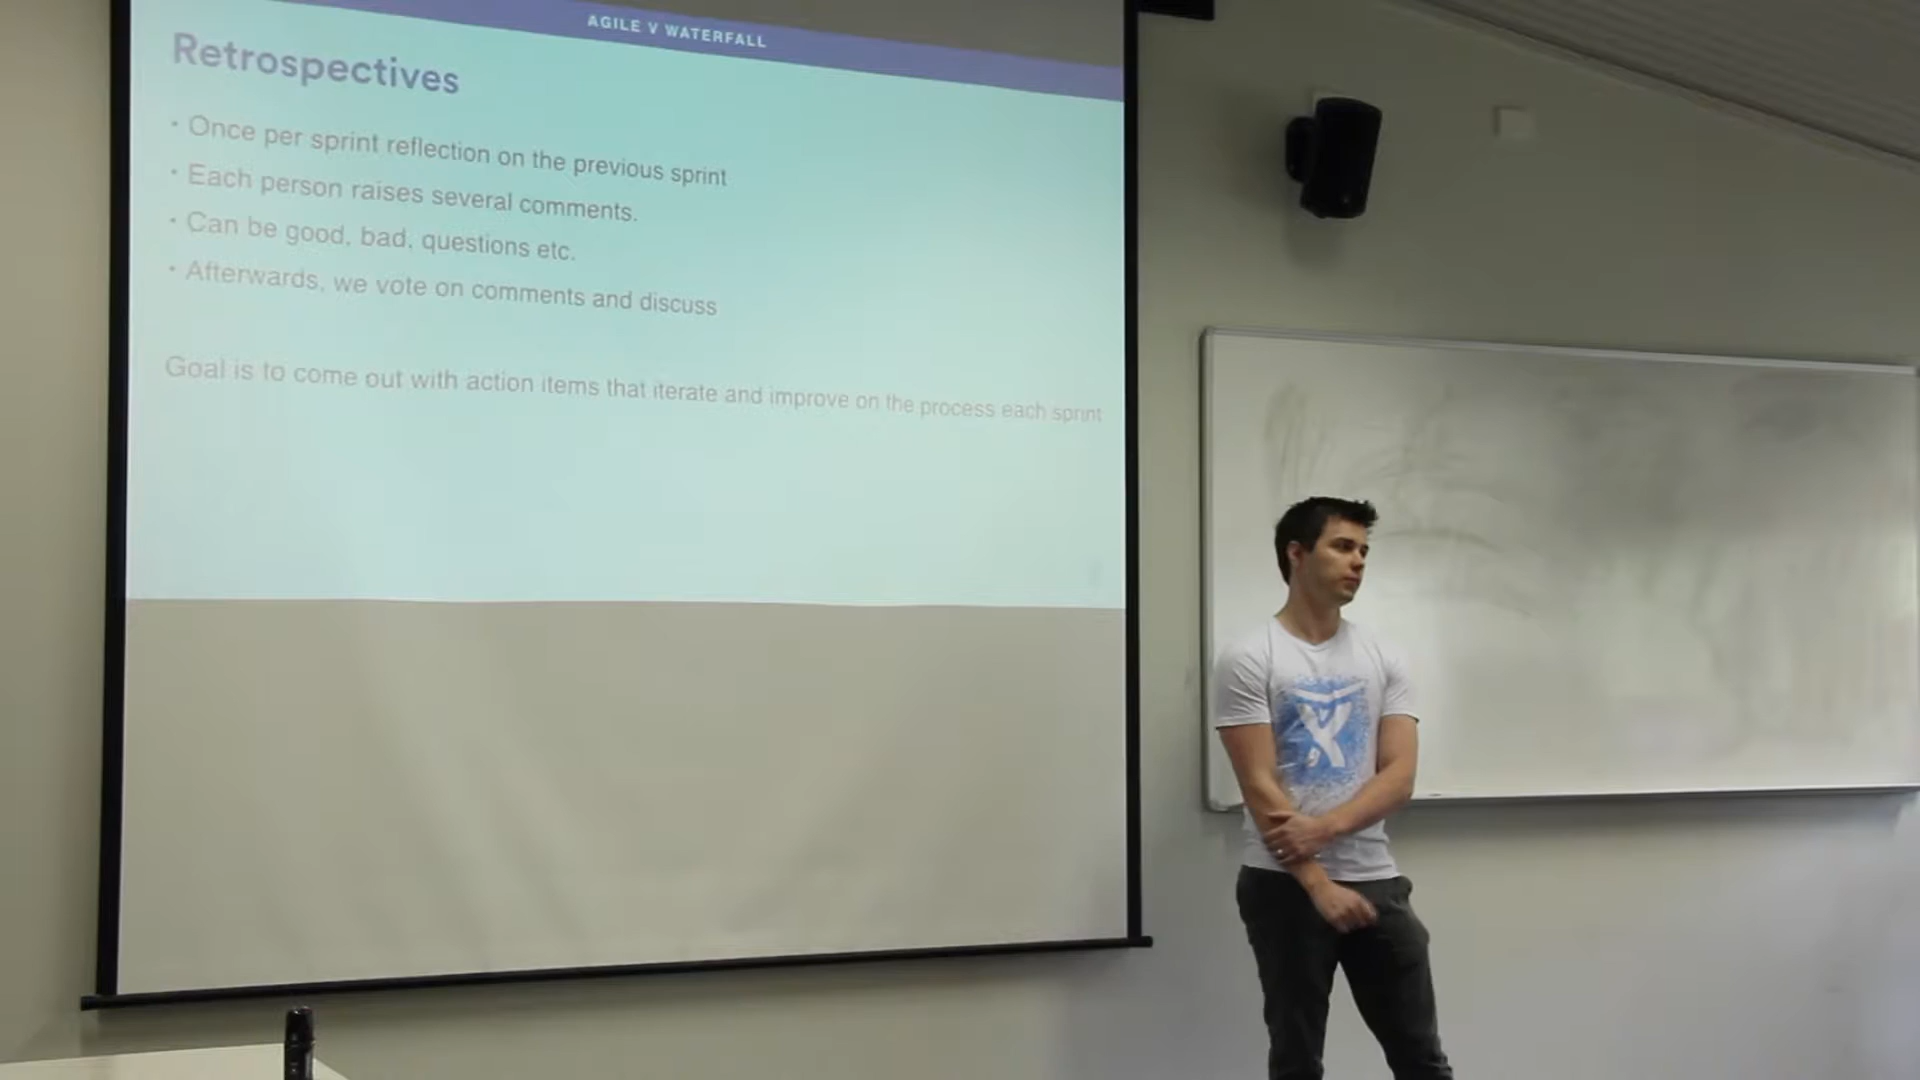 AGILE V WATERFALL
Retrospectives
• Once per sprint reflection on the previous sprint
• Each person raises several comments.
• Can be good, bad, questions etc.
• Afterwards, we vote on comments and discuss
Goal is to come out with action items that iterate and improve on the process each sprint